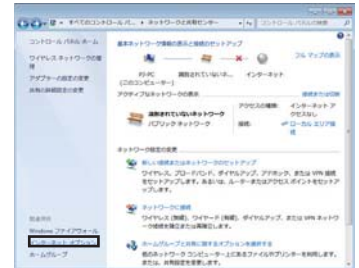 すべてのコントロール パ... ▸ ネットワークと共有センター
コントロール パネルの検索
コントロール パネル ホーム
ワイヤレス ネットワークの管理
アダプターの設定の変更
共有の詳細設定の変更
関連項目
Windows ファイアウォール
インターネット オプション
ホームグループ
基本ネットワーク情報の表示と接続のセットアップ
フル マップの表示
(このコンピューター)
識別されていないネ...
インターネット
アクティブなネットワークの表示
接続または切断
識別されていないネットワーク
パブリック ネットワーク
アクセスの種類:
インターネット アクセスなし
接続:
ローカル エリア接続
ネットワーク設定の変更
新しい接続またはネットワークのセットアップ
ワイヤレス、ブロードバンド、ダイヤルアップ、アドホック、または VPN 接続
をセットアップします。あるいは、ルーターまたはアクセス ポイントをセットア
ップします。
ネットワークに接続
ワイヤレス (無線)、ワイヤード (有線)、ダイヤルアップ、または VPN ネットワ
ーク接続を確立または再確立します。
ホームグループと共有に関するオプションを選択する
他のネットワーク コンピューター上にあるファイルやプリンターを利用します。
または、共有設定を変更します。